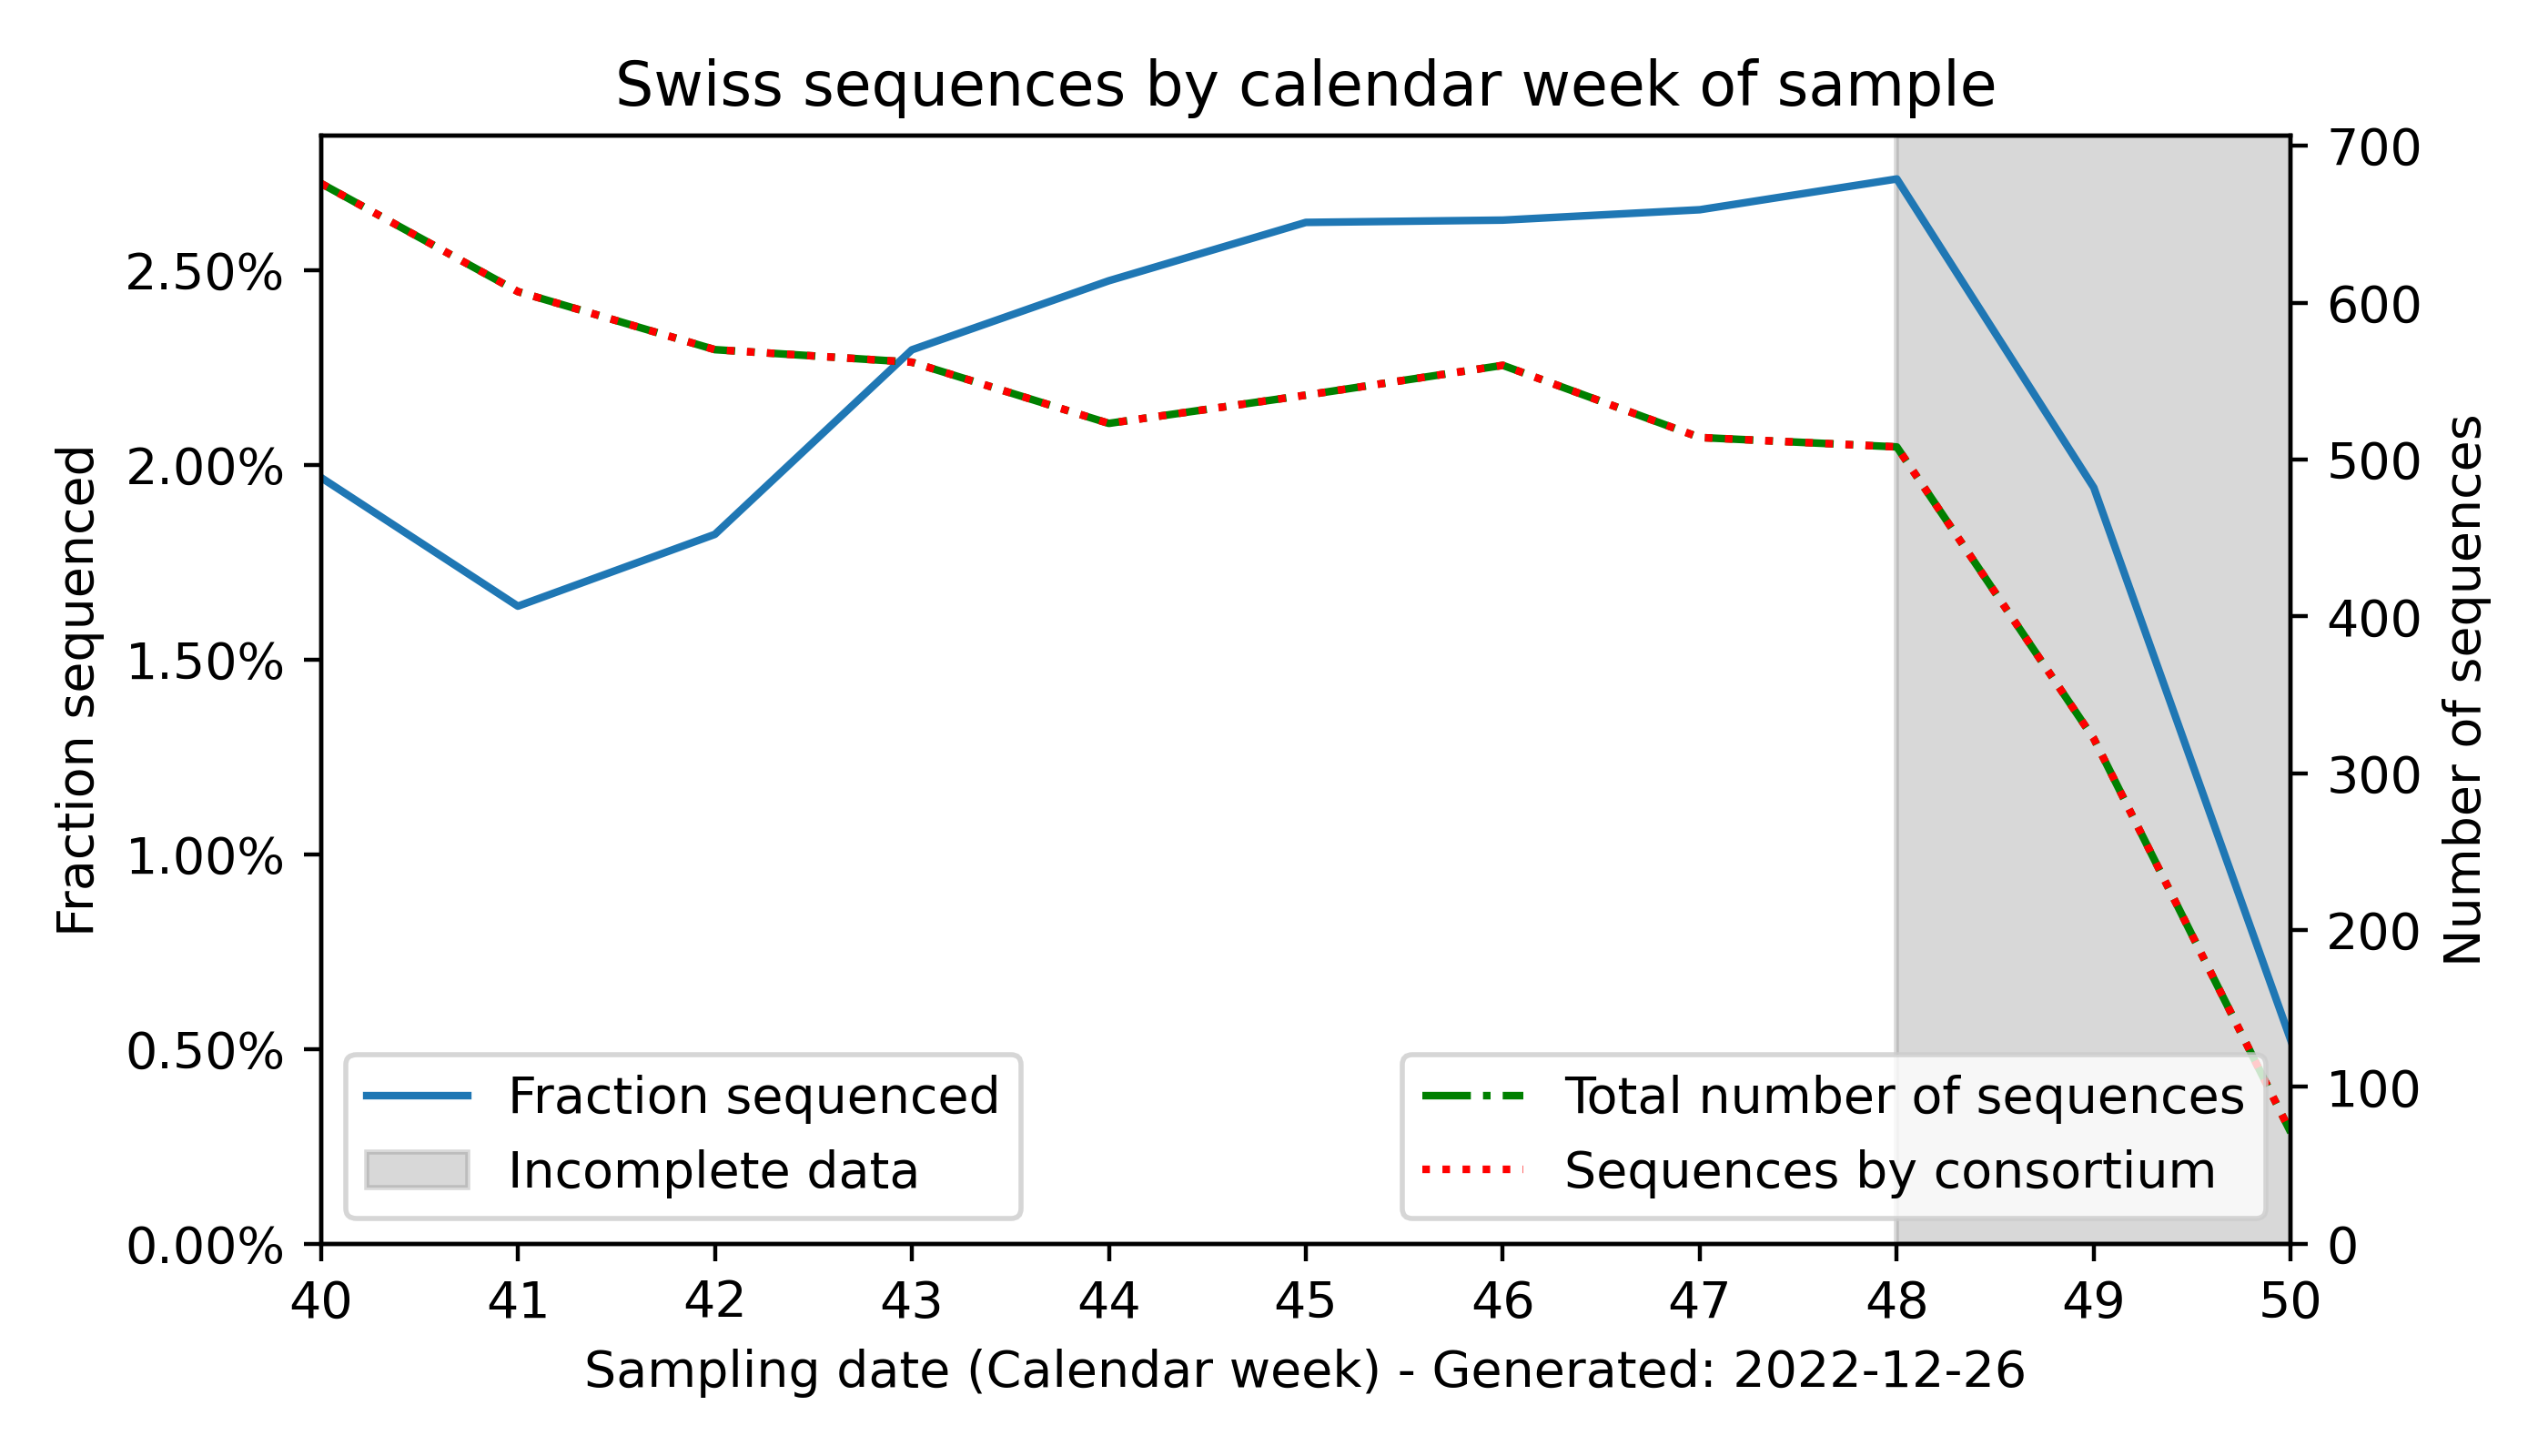 Swiss sequences by calendar week of sample
Fraction sequenced
2.50%
2.00%
1.50%
1.00%
0.50%
0.00%
700
600
500
400
300
200
100
0
Number of sequences
Fraction sequenced
Incomplete data
Total number of sequences
Sequences by consortium
40 41 42 43 44 45 46 47 48 49 50
Sampling date (Calendar week) - Generated: 2022-12-26